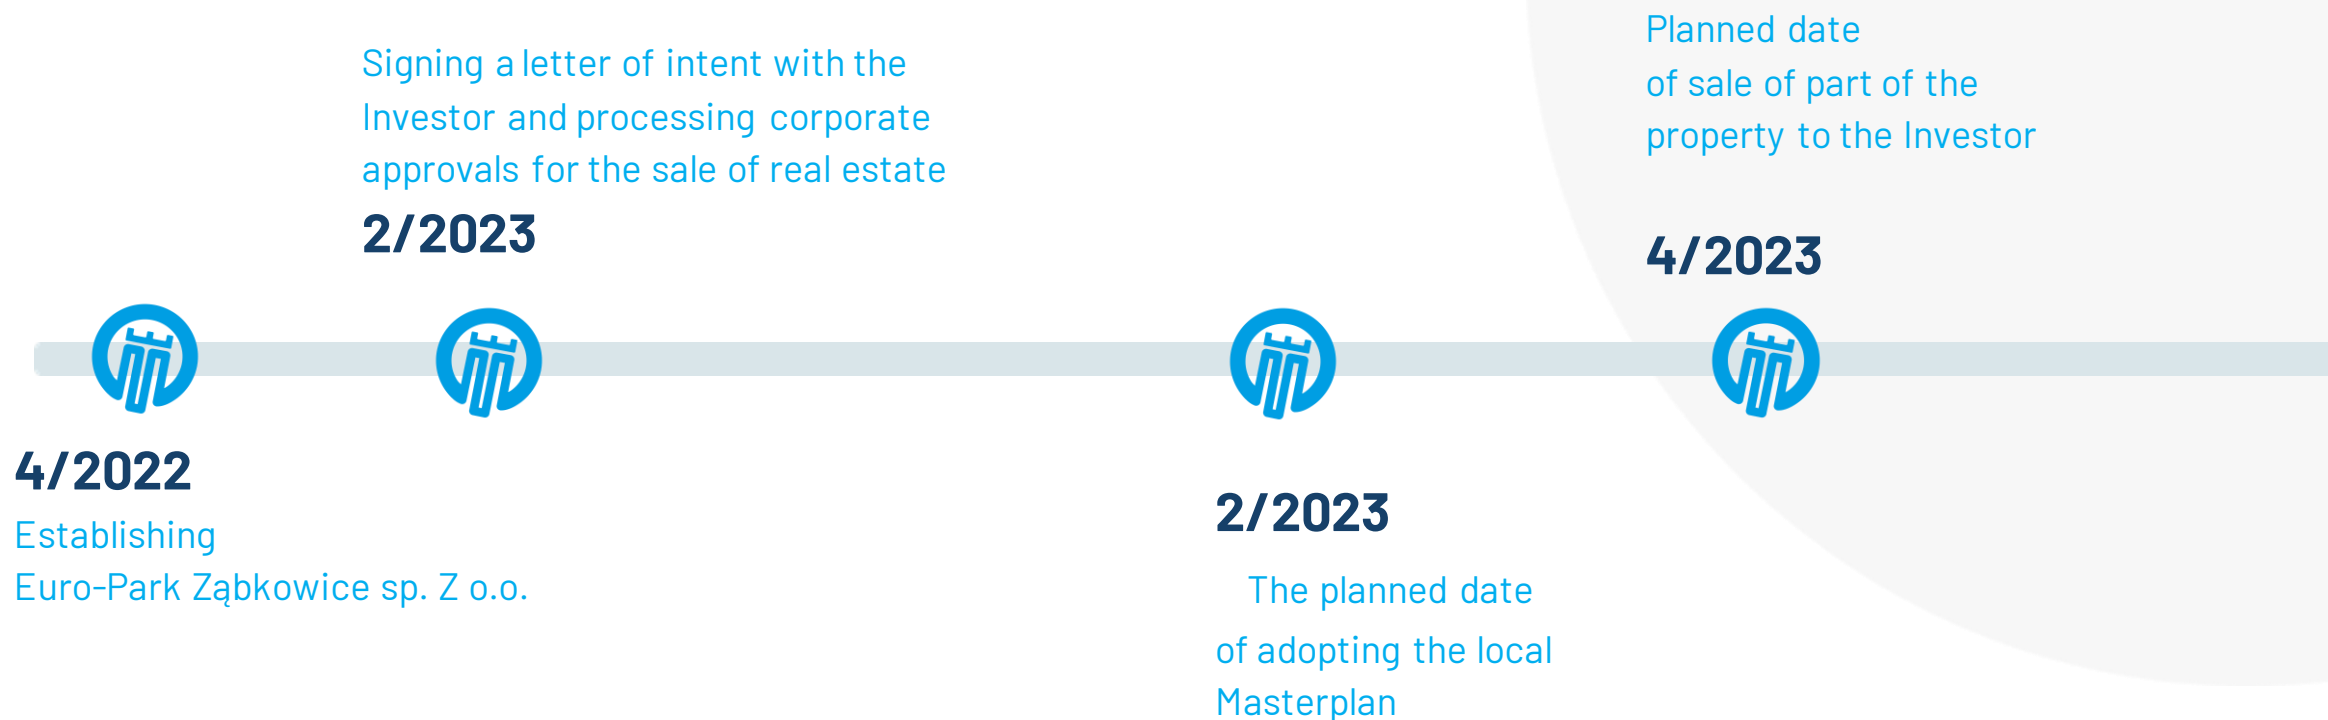 Signing a letter of intent with the
Investor and processing corporate
approvals for the sale of real estate
2/2023
Planned date
of sale of part of the
property to the Investor
4/2023
4/2022
Establishing
Euro-Park Ząbkowice sp. Z o.o.
2/2023
The planned date
of adopting the local
Masterplan